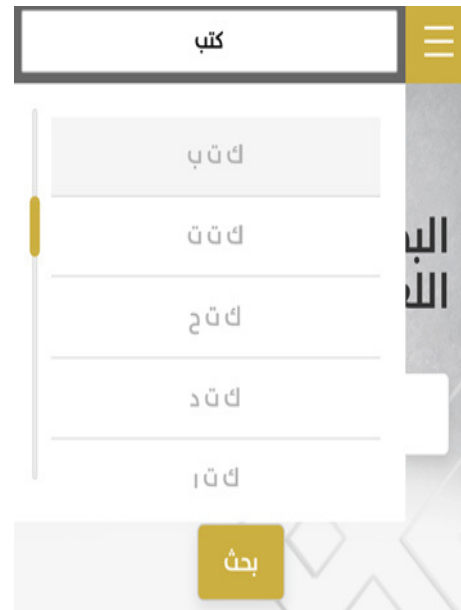 كتب
ك ت ب
ك ت ت
ك ت ح
ك ت د
ك ت ر
بحث